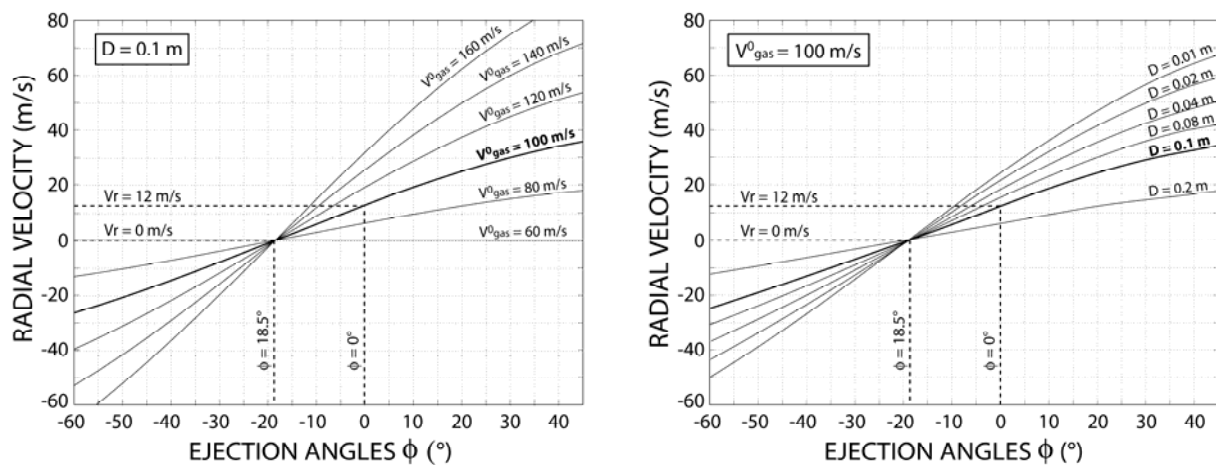 D = 0.1 m
RADIAL VELOCITY (m/s)
80
60
40
20
0
-20
-40
-60
V⁰gas = 160 m/s
V⁰gas = 140 m/s
V⁰gas = 120 m/s
V⁰gas = 100 m/s
V⁰gas = 80 m/s
V⁰gas = 60 m/s
Vr = 12 m/s
Vr = 0 m/s
ϕ = 18.5°
ϕ = 0°
-60 -50 -40 -30 -20 -10 0 10 20 30 40
EJECTION ANGLES ϕ (°)
V⁰gas = 100 m/s
RADIAL VELOCITY (m/s)
80
60
40
20
0
-20
-40
-60
D = 0.01 m
D = 0.02 m
D = 0.04 m
D = 0.08 m
D = 0.1 m
D = 0.2 m
Vr = 12 m/s
Vr = 0 m/s
ϕ = 18.5°
ϕ = 0°
-60 -50 -40 -30 -20 -10 0 10 20 30 40
EJECTION ANGLES ϕ (°)